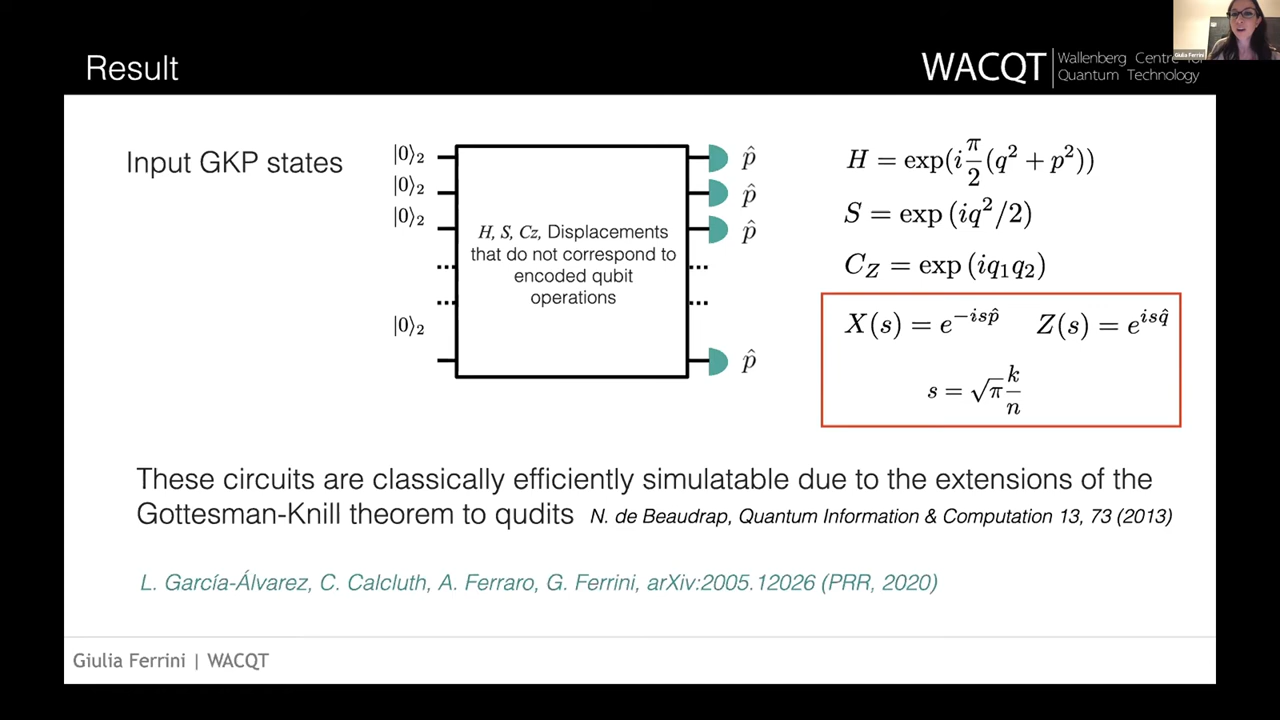 Result
WACQT
Wallenberg Centre for
Quantum Technology
Giulia Ferrini
Input GKP states
|0⟩₂
|0⟩₂
|0⟩₂
...
...
|0⟩₂
H, S, Cz, Displacements
that do not correspond to
encoded qubit
operations
p̂
p̂
p̂
...
...
p̂
H = exp(i π/2 (q² + p²))
S = exp (iq²/2)
C_Z = exp (iq₁q₂)
X(s) = e^{-isp̂} Z(s) = e^{isq̂}
s = √π k/n
These circuits are classically efficiently simulatable due to the extensions of the
Gottesman-Knill theorem to qudits N. de Beaudrap, Quantum Information & Computation 13, 73 (2013)
L. García-Álvarez, C. Calcluth, A. Ferraro, G. Ferrini, arXiv:2005.12026 (PRR, 2020)
Giulia Ferrini | WACQT